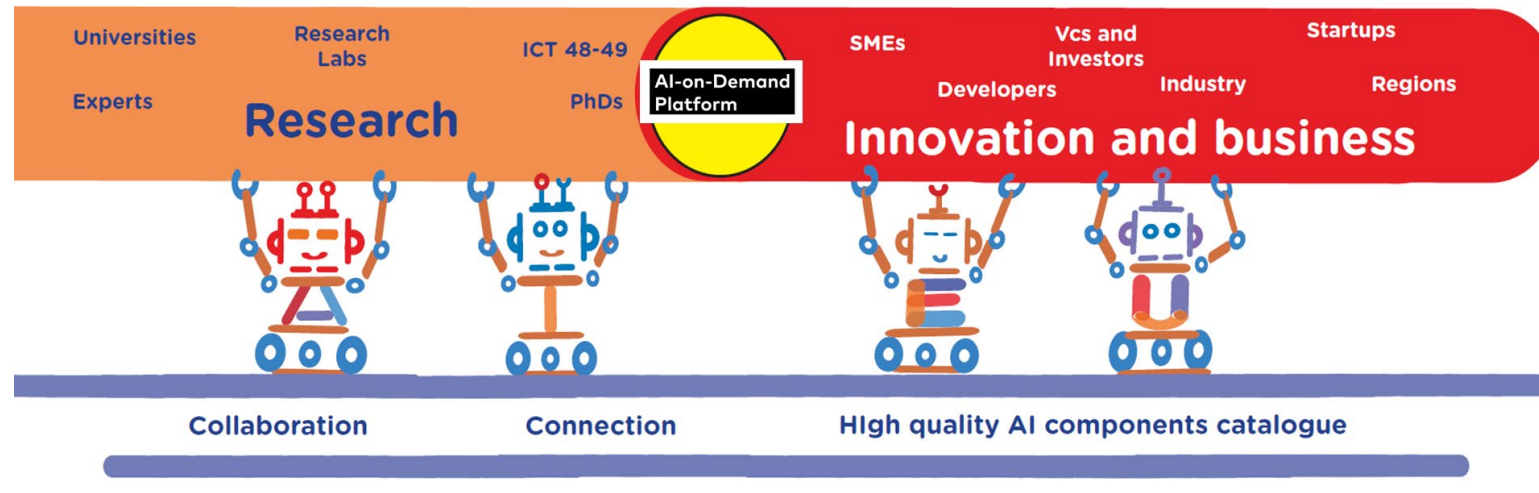 Universities
Research
Labs
ICT 48-49
Experts
PhDs
Research
AI-on-Demand
Platform
SMEs
Vcs and
Investors
Startups
Developers
Industry
Regions
Innovation and business
Collaboration
Connection
HIgh quality AI components catalogue